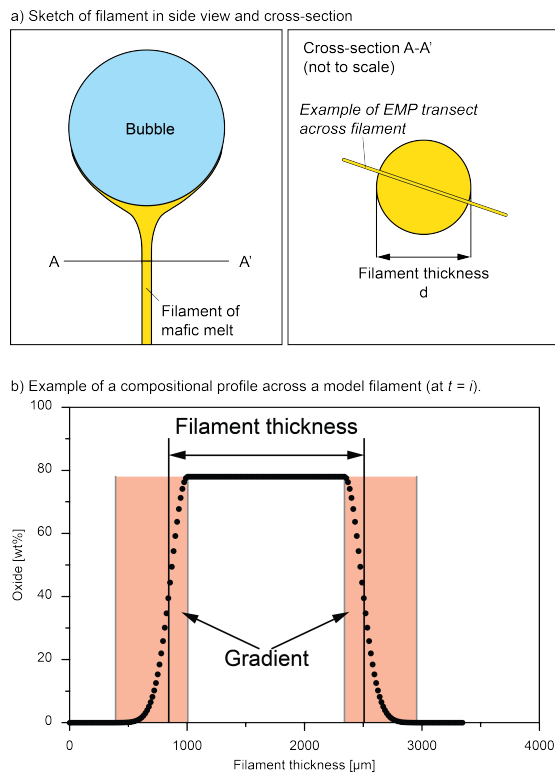 a) Sketch of filament in side view and cross-section
Bubble
A
A'
Filament of
mafic melt
Cross-section A-A'
(not to scale)
Example of EMP transect
across filament
Filament thickness
d
b) Example of a compositional profile across a model filament (at t = i).
100
80
60
40
20
0
Oxide [wt%]
Filament thickness
Gradient
0
1000
2000
3000
4000
Filament thickness [µm]